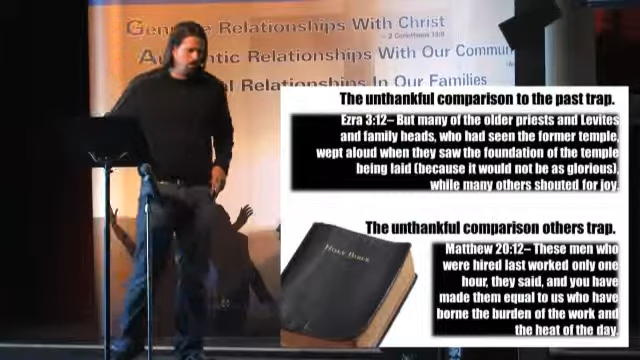 Genuine Relationships With Christ
2 Corinthians 13:5
Authentic Relationships With Our Commun
Relationships In Our Families
The unthankful comparison to the past trap.
Ezra 3:12– But many of the older priests and Levites
and family heads, who had seen the former temple,
wept aloud when they saw the foundation of the temple
being laid (because it would not be as glorious),
while many others shouted for joy.
The unthankful comparison others trap.
HOLY BIBLE
Matthew 20:12– These men who
were hired last worked only one
hour, they said, and you have
made them equal to us who have
borne the burden of the work and
the heat of the day.